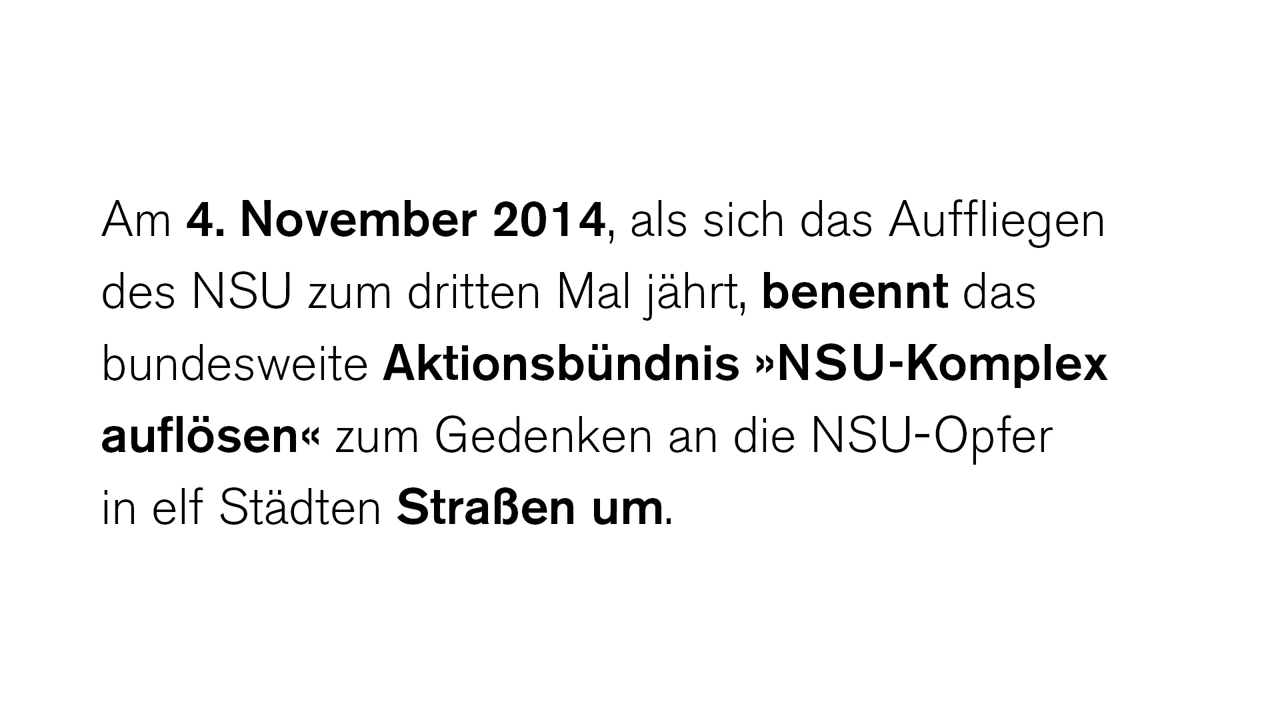 Am 4. November 2014, als sich das Auffliegen
des NSU zum dritten Mal jährt, benennt das
bundesweite Aktionsbündnis »NSU-Komplex
auflösen« zum Gedenken an die NSU-Opfer
in elf Städten Straßen um.